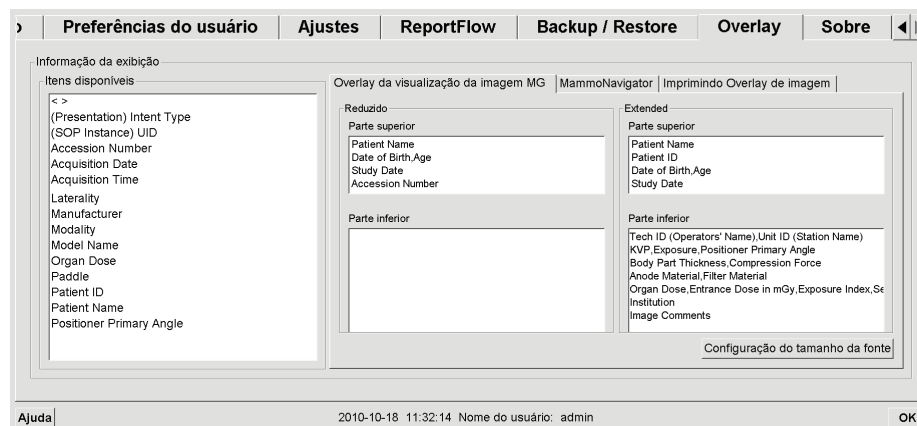 Preferências do usuário Ajustes ReportFlow Backup / Restore Overlay Sobre
Informação da exibição
Itens disponíveis
< >
(Presentation) Intent Type
(SOP Instance) UID
Accession Number
Acquisition Date
Acquisition Time
Laterality
Manufacturer
Modality
Model Name
Organ Dose
Paddle
Patient ID
Patient Name
Positioner Primary Angle
Overlay da visualização da imagem MG MammoNavigator Imprimindo Overlay de imagem
Reduzido
Parte superior
Patient Name
Date of Birth,Age
Study Date
Accession Number
Parte inferior
Extended
Parte superior
Patient Name
Patient ID
Date of Birth,Age
Study Date
Parte inferior
Tech ID (Operators' Name),Unit ID (Station Name)
KVP,Exposure,Positioner Primary Angle
Body Part Thickness,Compression Force
Anode Material,Filter Material
Organ Dose,Entrance Dose in mGy,Exposure Index,Se
Institution
Image Comments
Configuração do tamanho da fonte
Ajuda 2010-10-18 11:32:14 Nome do usuário: admin OK